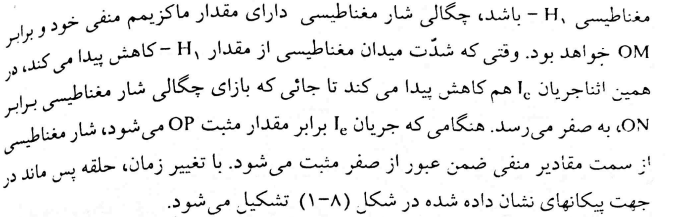 مغناطیسی H₁ − باشد، چگالی شار مغناطیسی دارای مقدار ماکزیمم منفی خود و برابر
OM خواهد بود. وقتی که شدّت میدان مغناطیسی از مقدار H₁ − کاهش پیدا می کند، در
همین اثناجریان Ic هم کاهش پیدا می کند تا جائی که بازای چگالی شار مغناطیسی برابر
ON، به صفر می‌رسد. هنگامی که جریان Ie برابر مقدار مثبت OP می‌شود، شار مغناطیسی
از سمت مقادیر منفی ضمن عبور از صفر مثبت می‌شود. با تغییر زمان، حلقه پس ماند در
جهت پیکانهای نشان داده شده در شکل (۸−۱) تشکیل می‌شود.